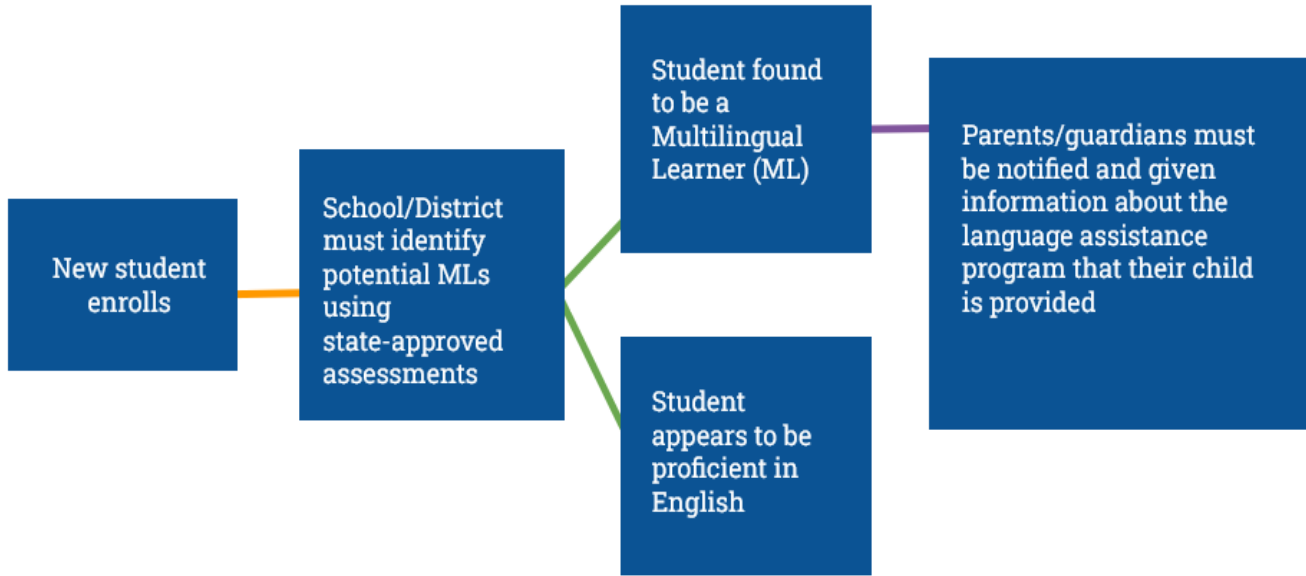 New student
enrolls
School/District
must identify
potential MLs
using
state-approved
assessments
Student found
to be a
Multilingual
Learner (ML)
Parents/guardians must
be notified and given
information about the
language assistance
program that their child
is provided
Student
appears to be
proficient in
English